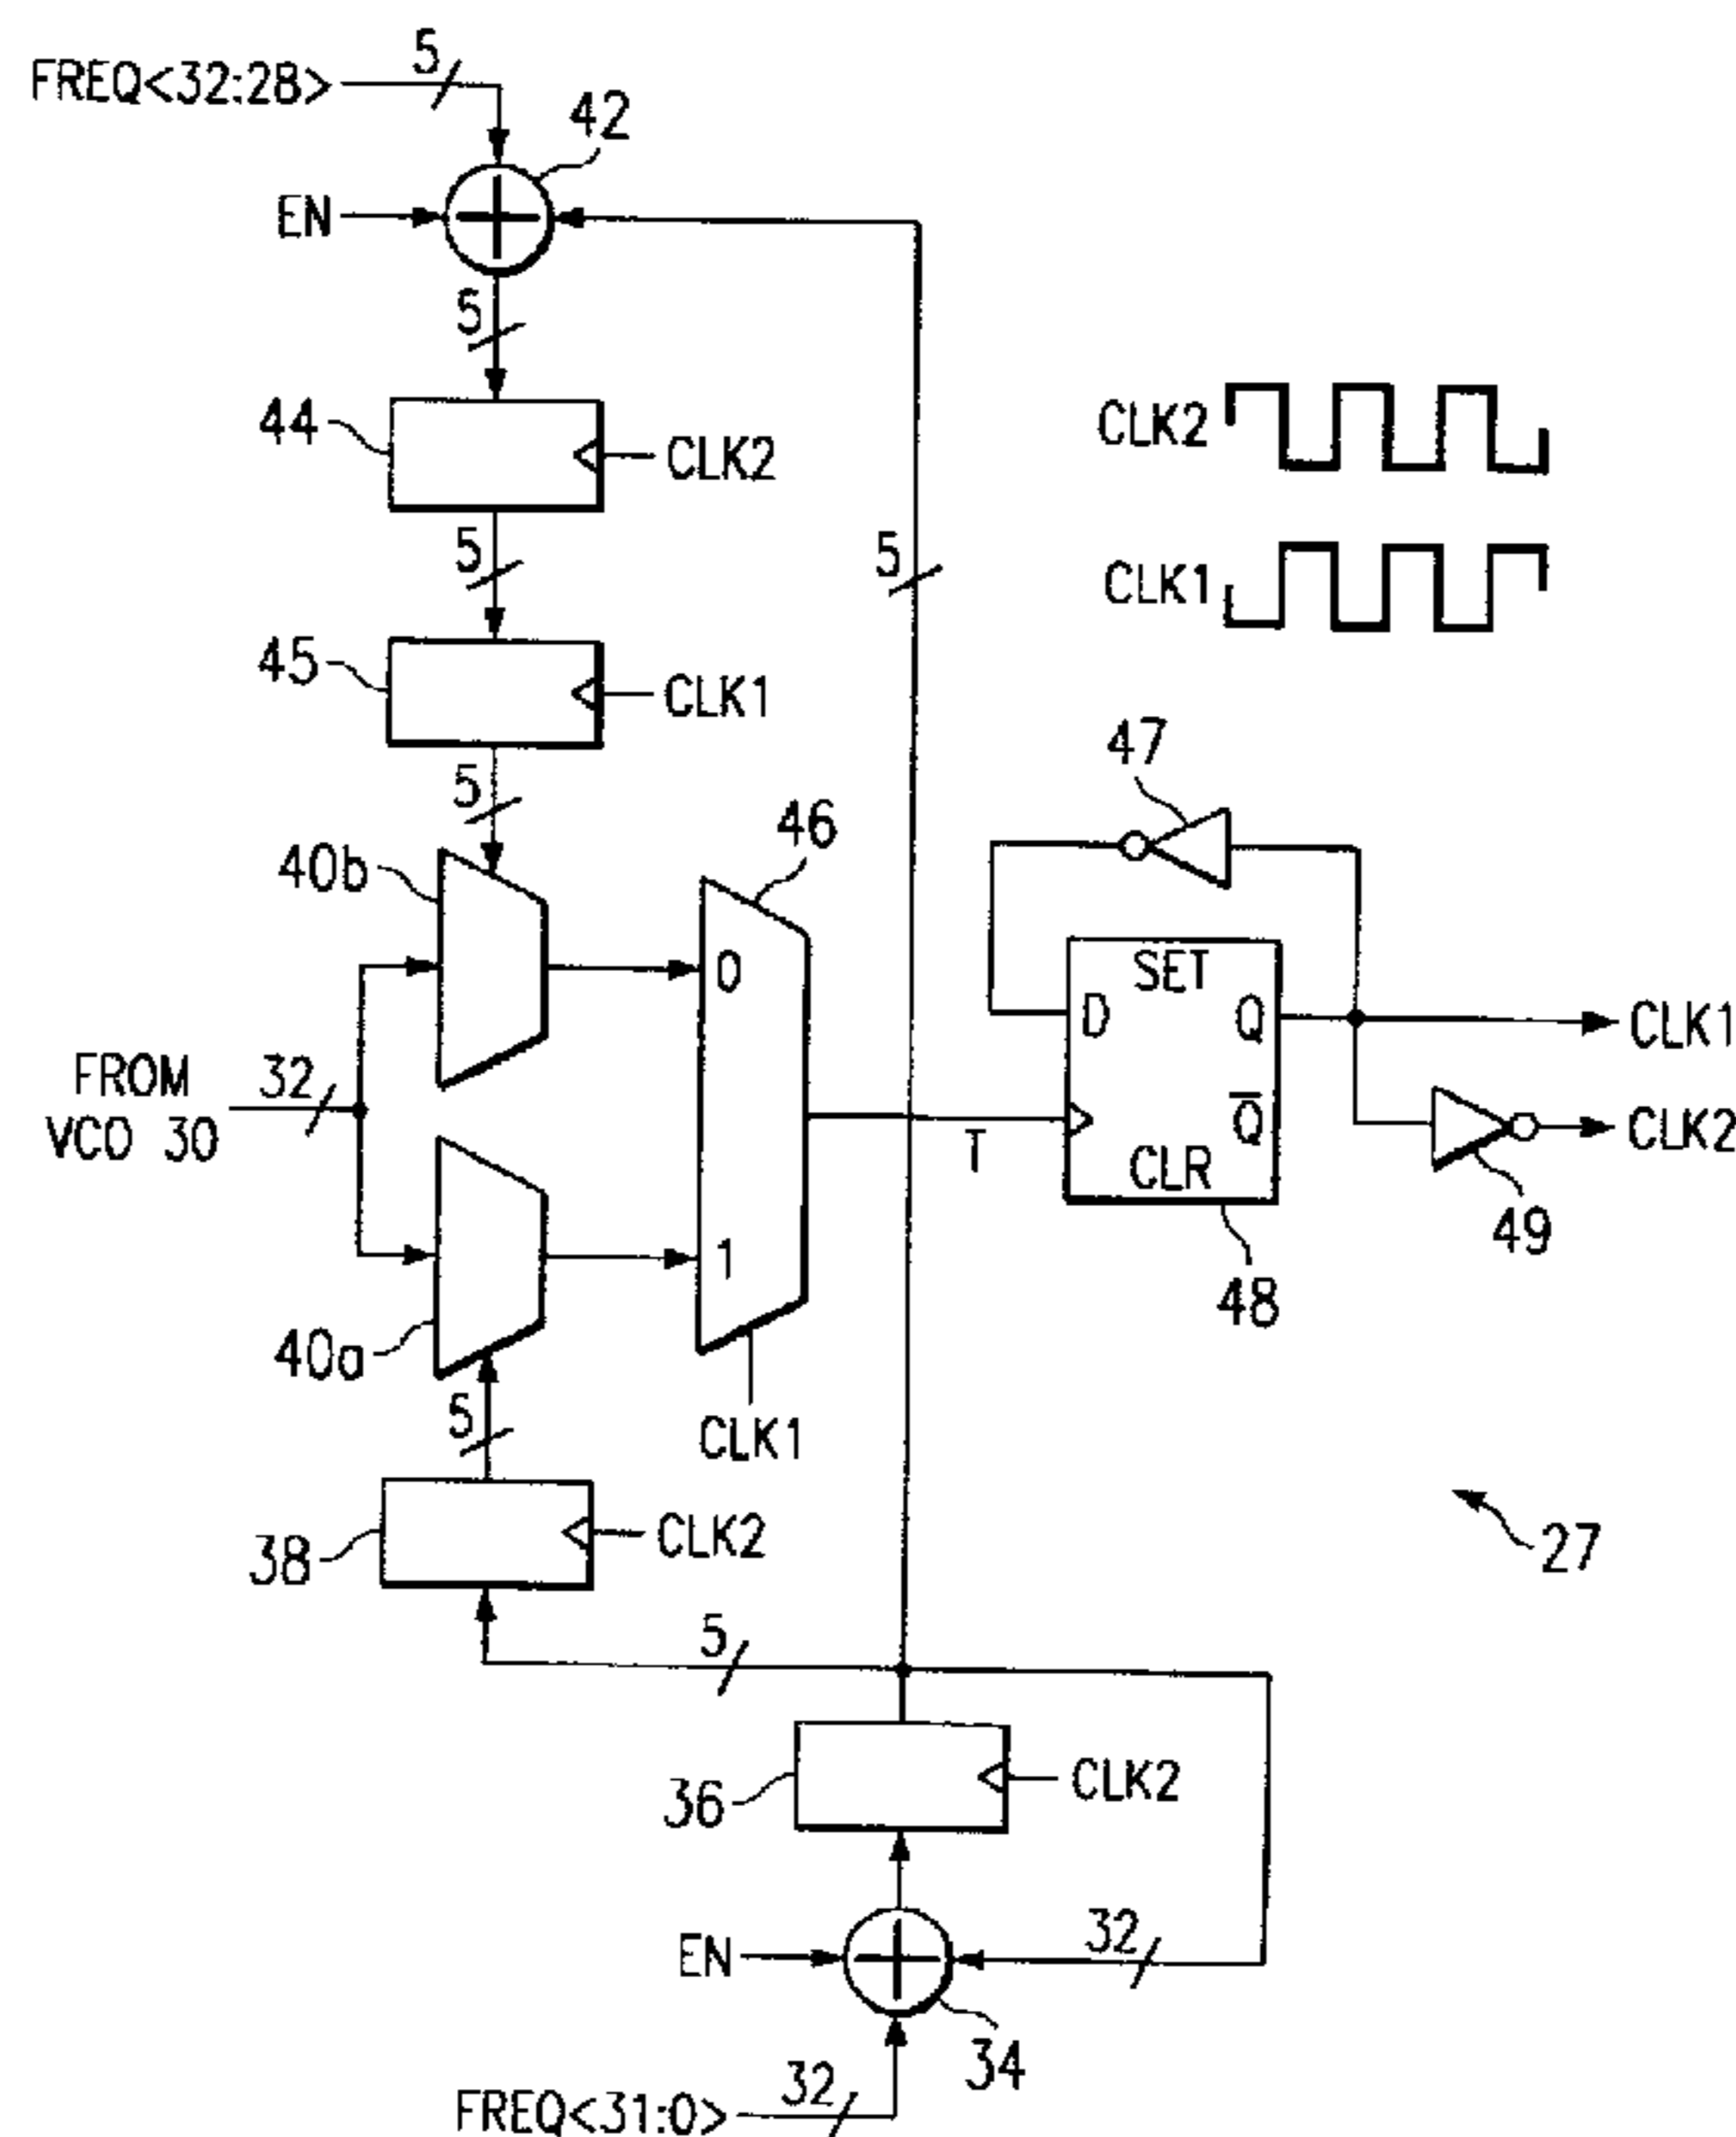 5
FREQ<32:28>
42
EN
5
44
CLK2
CLK2
5
5
CLK1
45
CLK1
47
5
46
40b
0
SET
D
Q
CLK1
FROM
VCO 30
32
T
Q̅
CLK2
CLR
49
1
48
40a
5
CLK1
38
CLK2
27
5
36
CLK2
EN
32
34
32
FREQ<31:0>